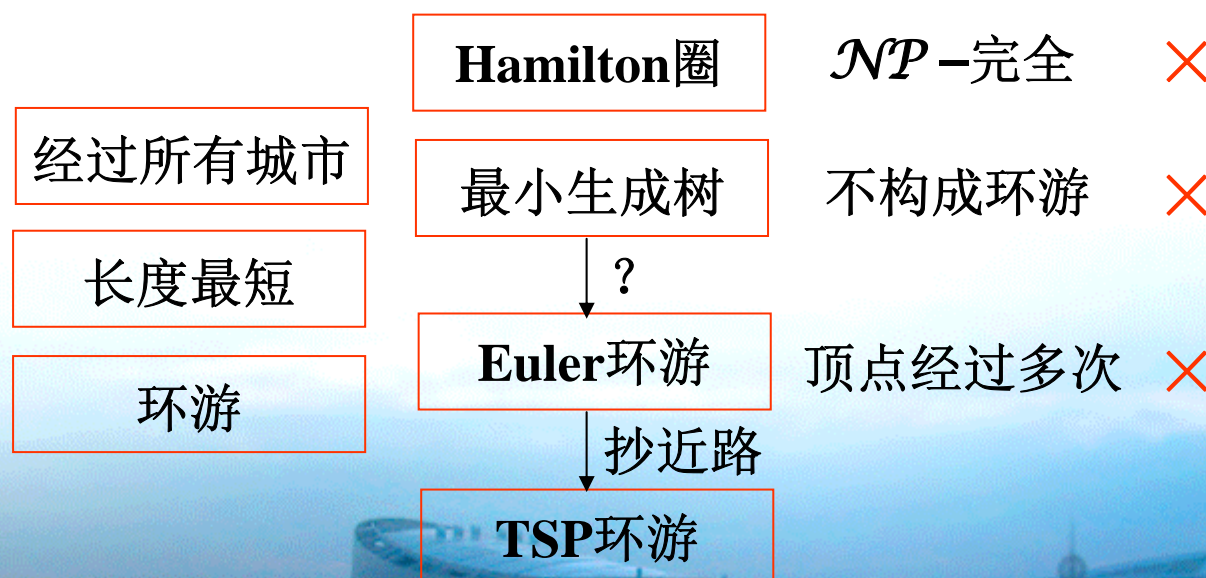 Hamilton圈
NP–完全
经过所有城市
最小生成树
不构成环游
长度最短
?
Euler环游
顶点经过多次
环游
抄近路
TSP环游